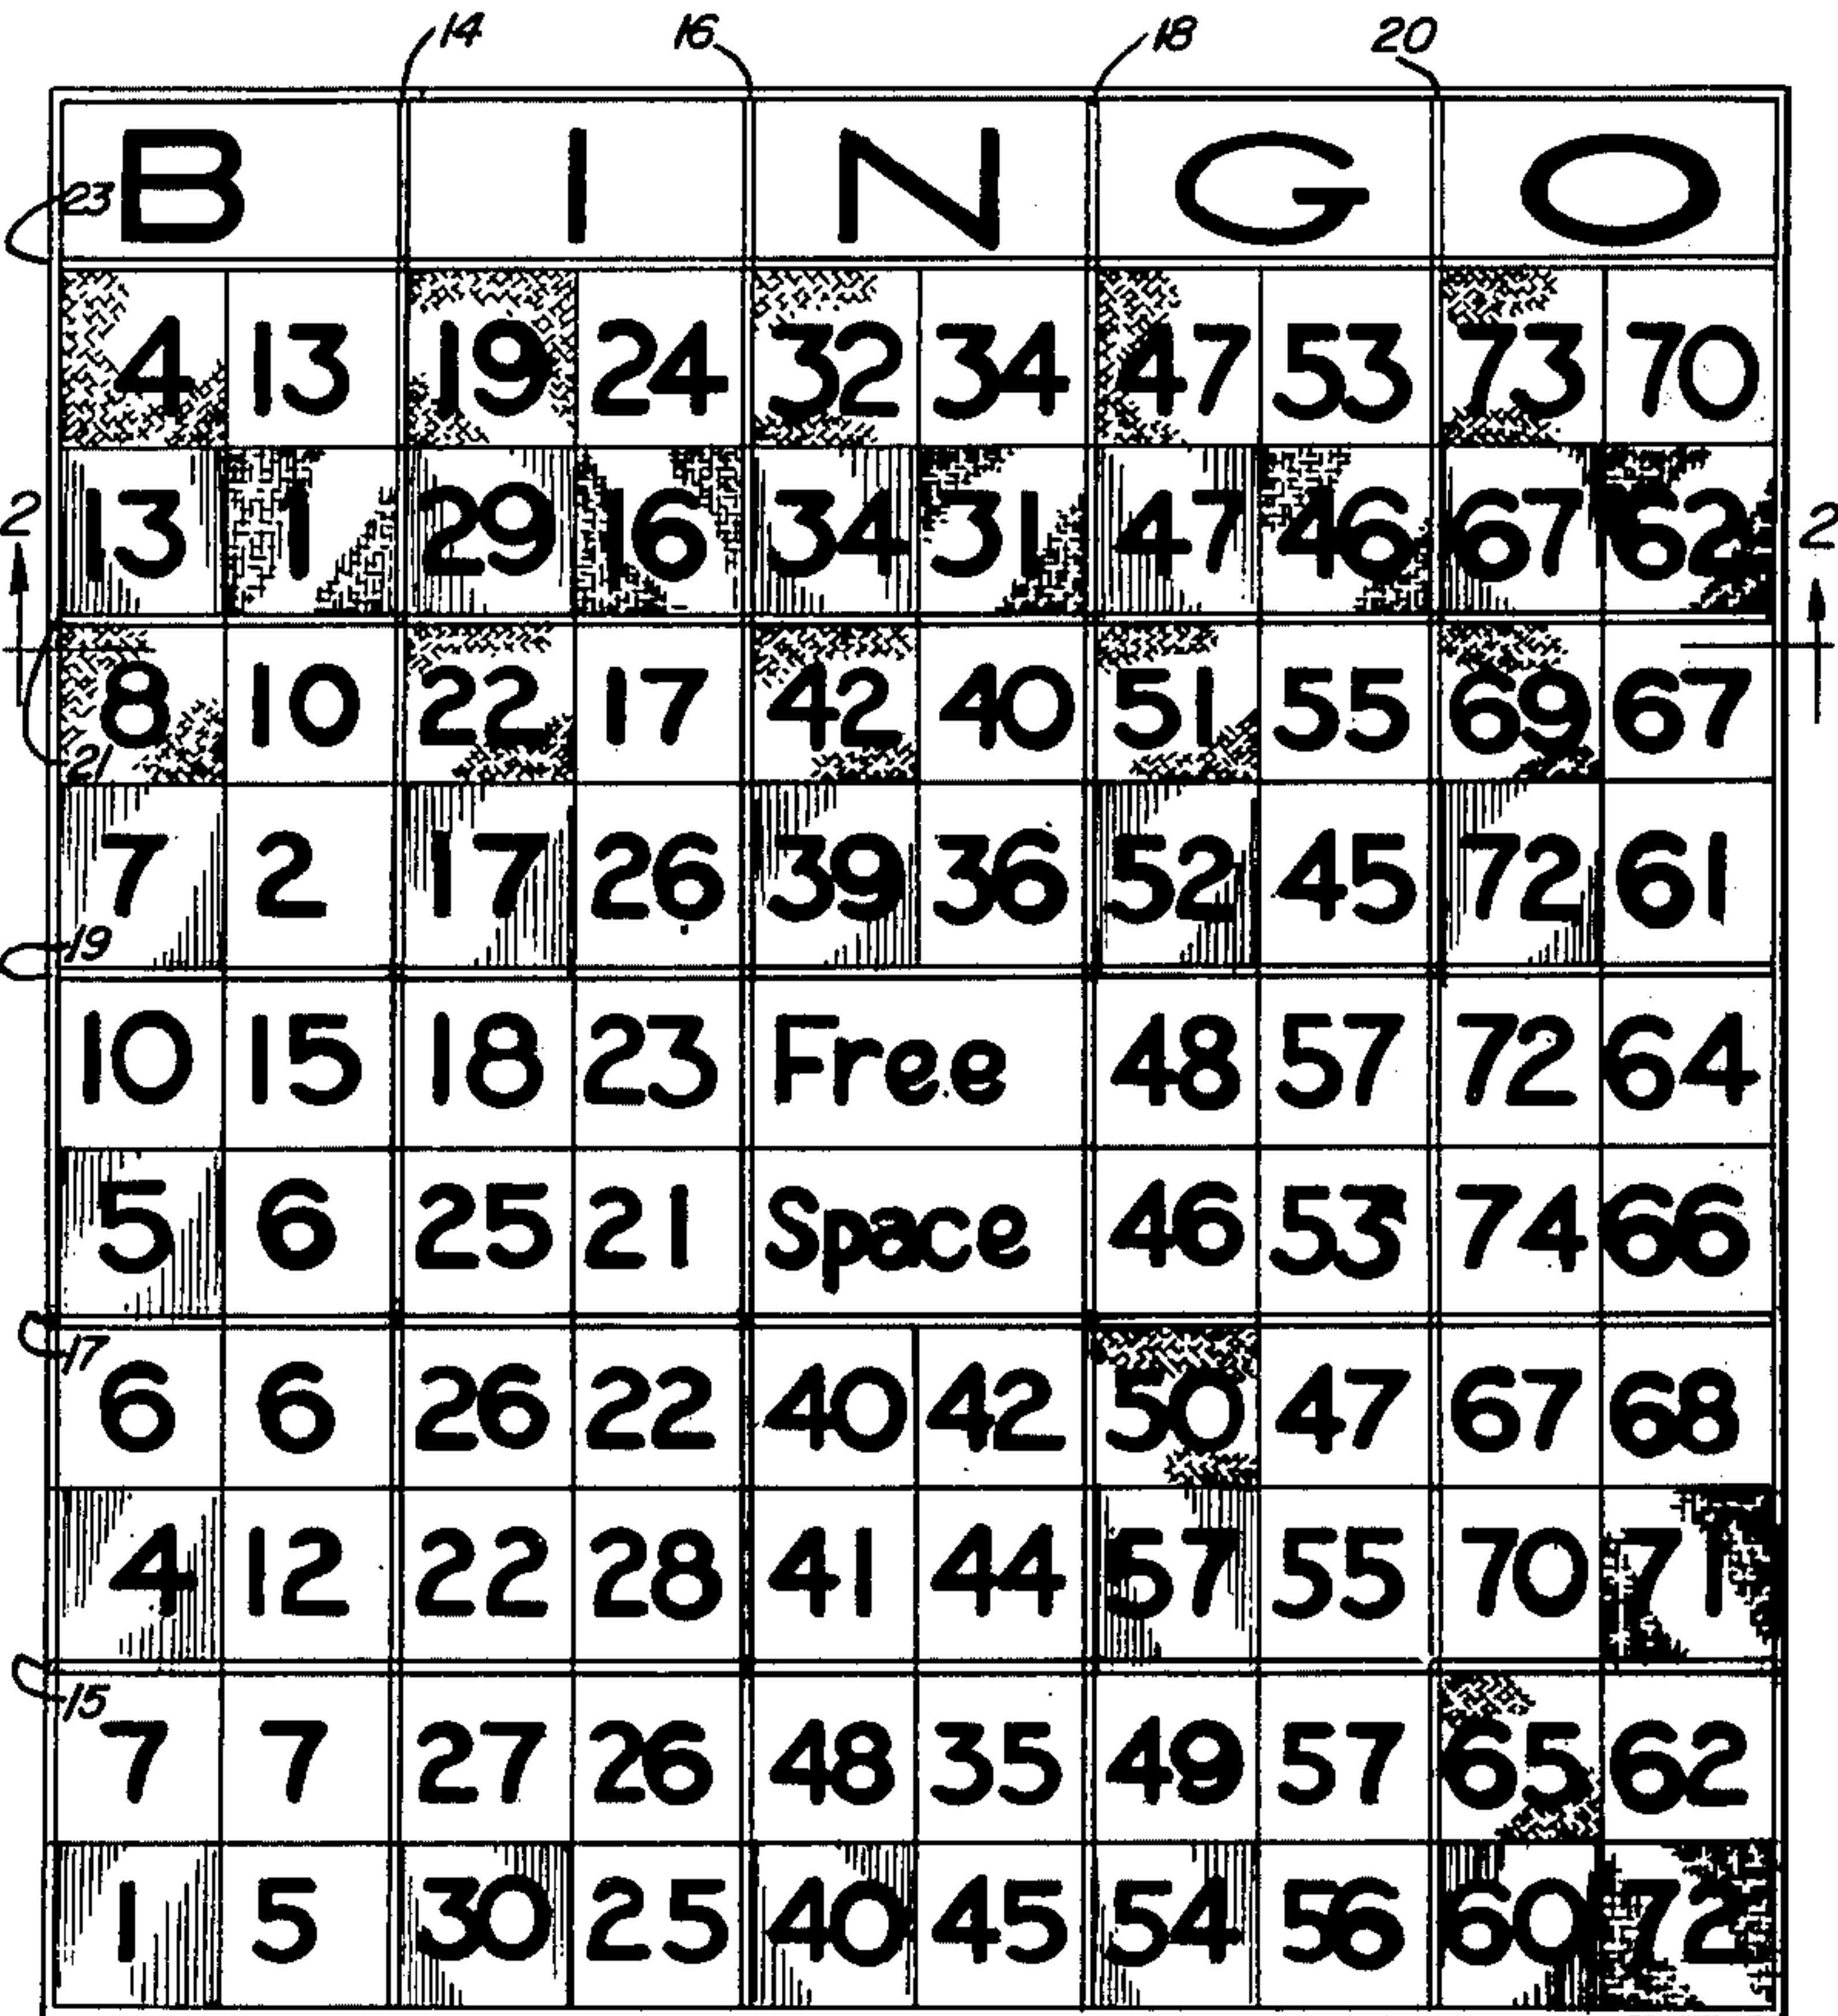 14 16 18 20
B I N G O
23
4 13 19 24 32 34 47 53 73 70
13 1 29 16 34 31 47 46 67 62
2 2
8 10 22 17 42 40 51 55 69 67
21
7 2 17 26 39 36 52 45 72 61
19
10 15 18 23 Free 48 57 72 64
5 6 25 21 Space 46 53 74 66
17
6 6 26 22 40 42 50 47 67 68
4 12 22 28 41 44 57 55 70 71
15
7 7 27 26 48 35 49 57 65 62
1 5 30 25 40 45 54 56 60 72